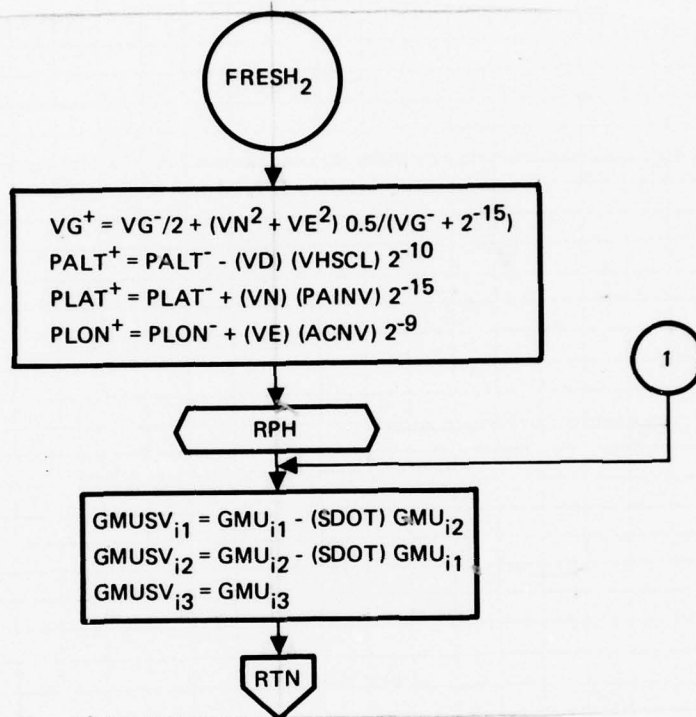 FRESH₂
VG⁺ = VG⁻/2 + (VN² + VE²) 0.5/(VG⁻ + 2⁻¹⁵)
PALT⁺ = PALT⁻ - (VD) (VHSCL) 2⁻¹⁰
PLAT⁺ = PLAT⁻ + (VN) (PAINV) 2⁻¹⁵
PLON⁺ = PLON⁻ + (VE) (ACNV) 2⁻⁹
1
RPH
GMUSVᵢ₁ = GMUᵢ₁ - (SDOT) GMUᵢ₂
GMUSVᵢ₂ = GMUᵢ₂ - (SDOT) GMUᵢ₁
GMUSVᵢ₃ = GMUᵢ₃
RTN